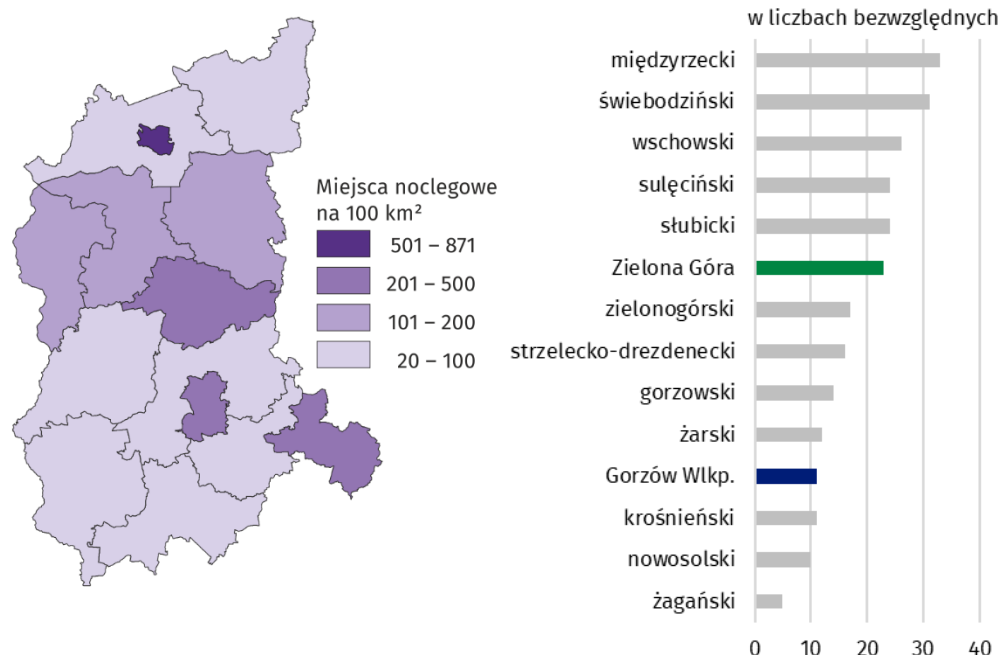 Miejsca noclegowe
na 100 km²
501 – 871
201 – 500
101 – 200
20 – 100
w liczbach bezwzględnych
międzyrzecki
świebodziński
wschowski
sulęciński
słubicki
Zielona Góra
zielonogórski
strzelecko-drezdenecki
gorzowski
żarski
Gorzów Wlkp.
krośnieński
nowosolski
żagański
0 10 20 30 40